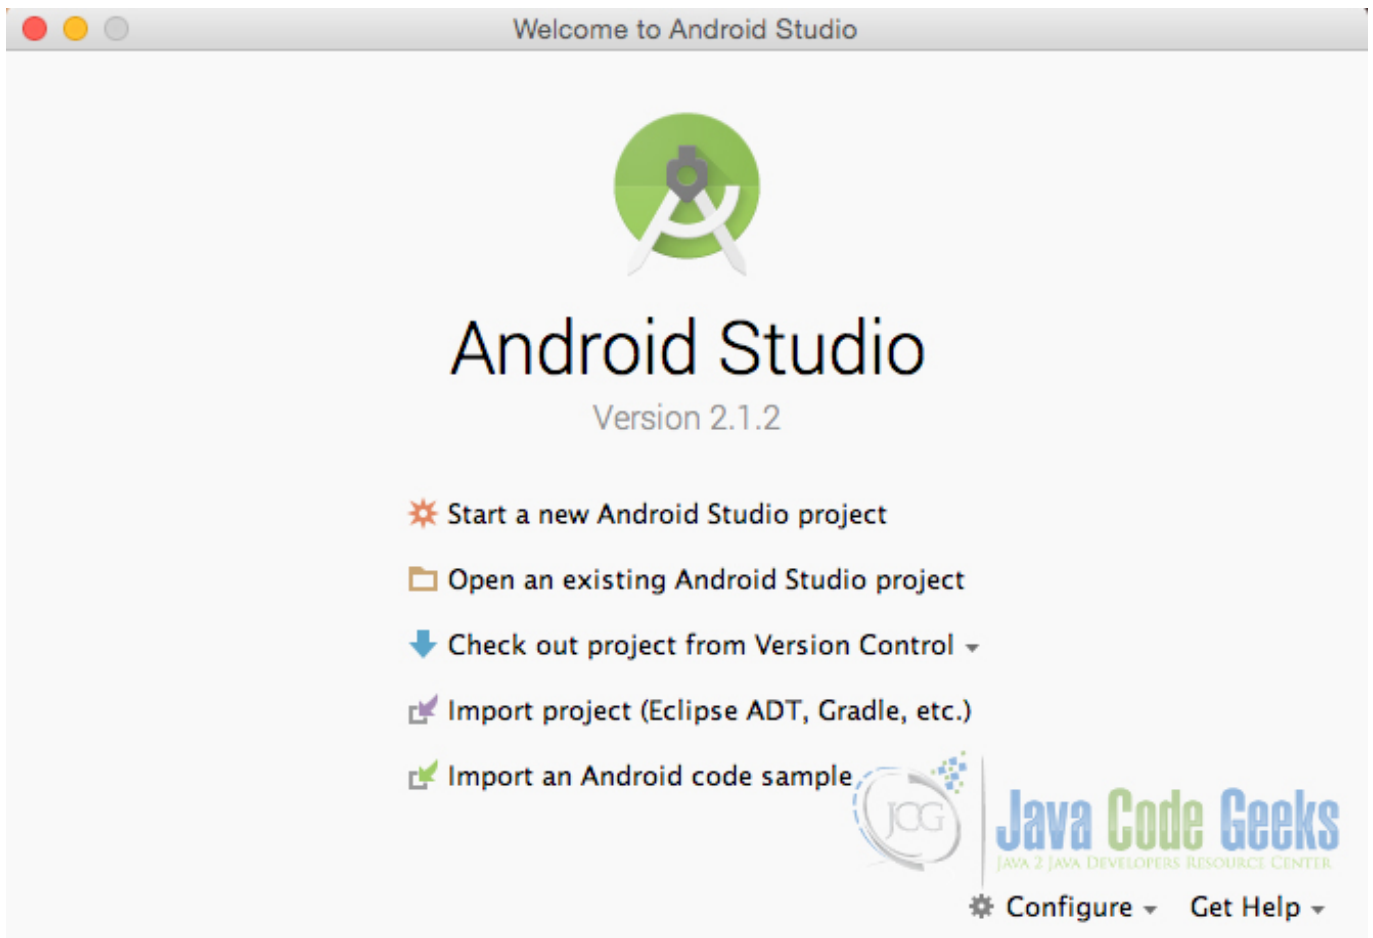 Welcome to Android Studio
Android Studio
Version 2.1.2
Start a new Android Studio project
Open an existing Android Studio project
Check out project from Version Control
Import project (Eclipse ADT, Gradle, etc.)
Import an Android code sample
JCG
Java Code Geeks
JAVA 2 JAVA DEVELOPERS RESOURCE CENTER
Configure Get Help